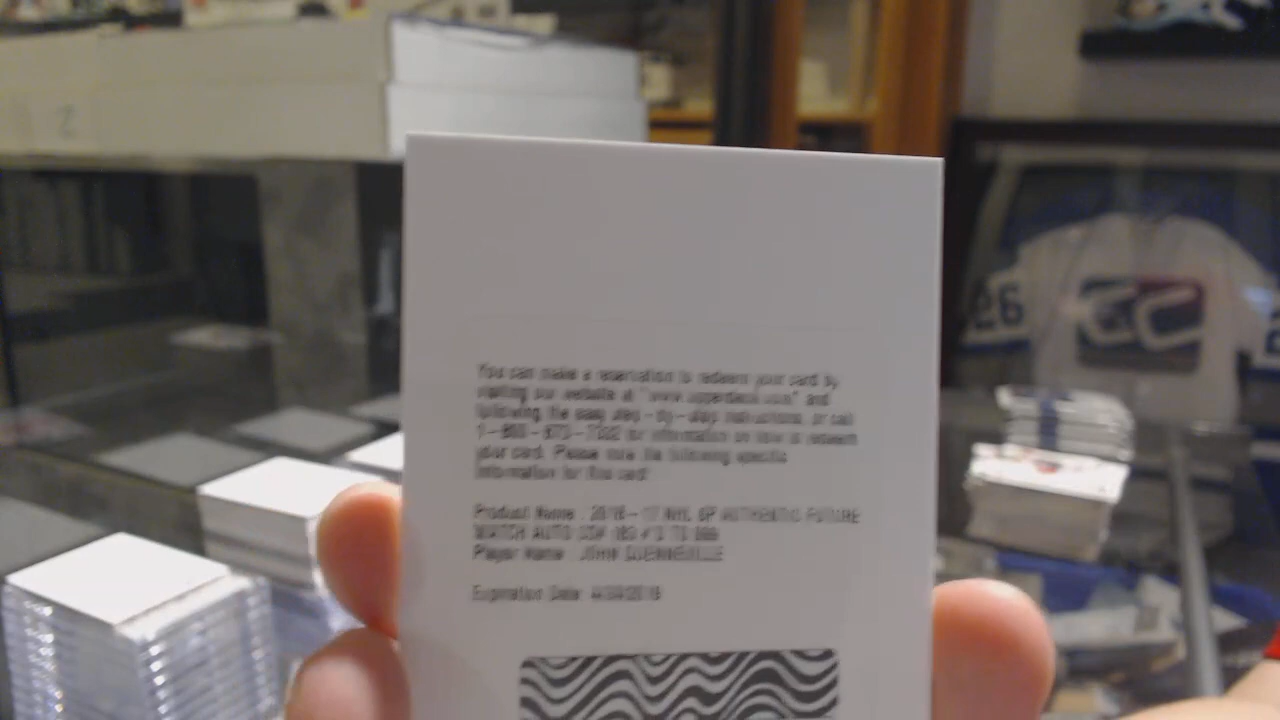 2
You can make a reservation to redeem your card by
visiting our website at "www.upperdeck.com" and
following the easy step-by-step instructions, or call
for information on how to redeem
your card. Please note the following specific
information for this card:
Product Name : 2016-17 NHL SP AUTHENTIC FUTURE
WATCH AUTO
Player Name : JOHN QUENNEVILLE
Expiration Date:
26
CC